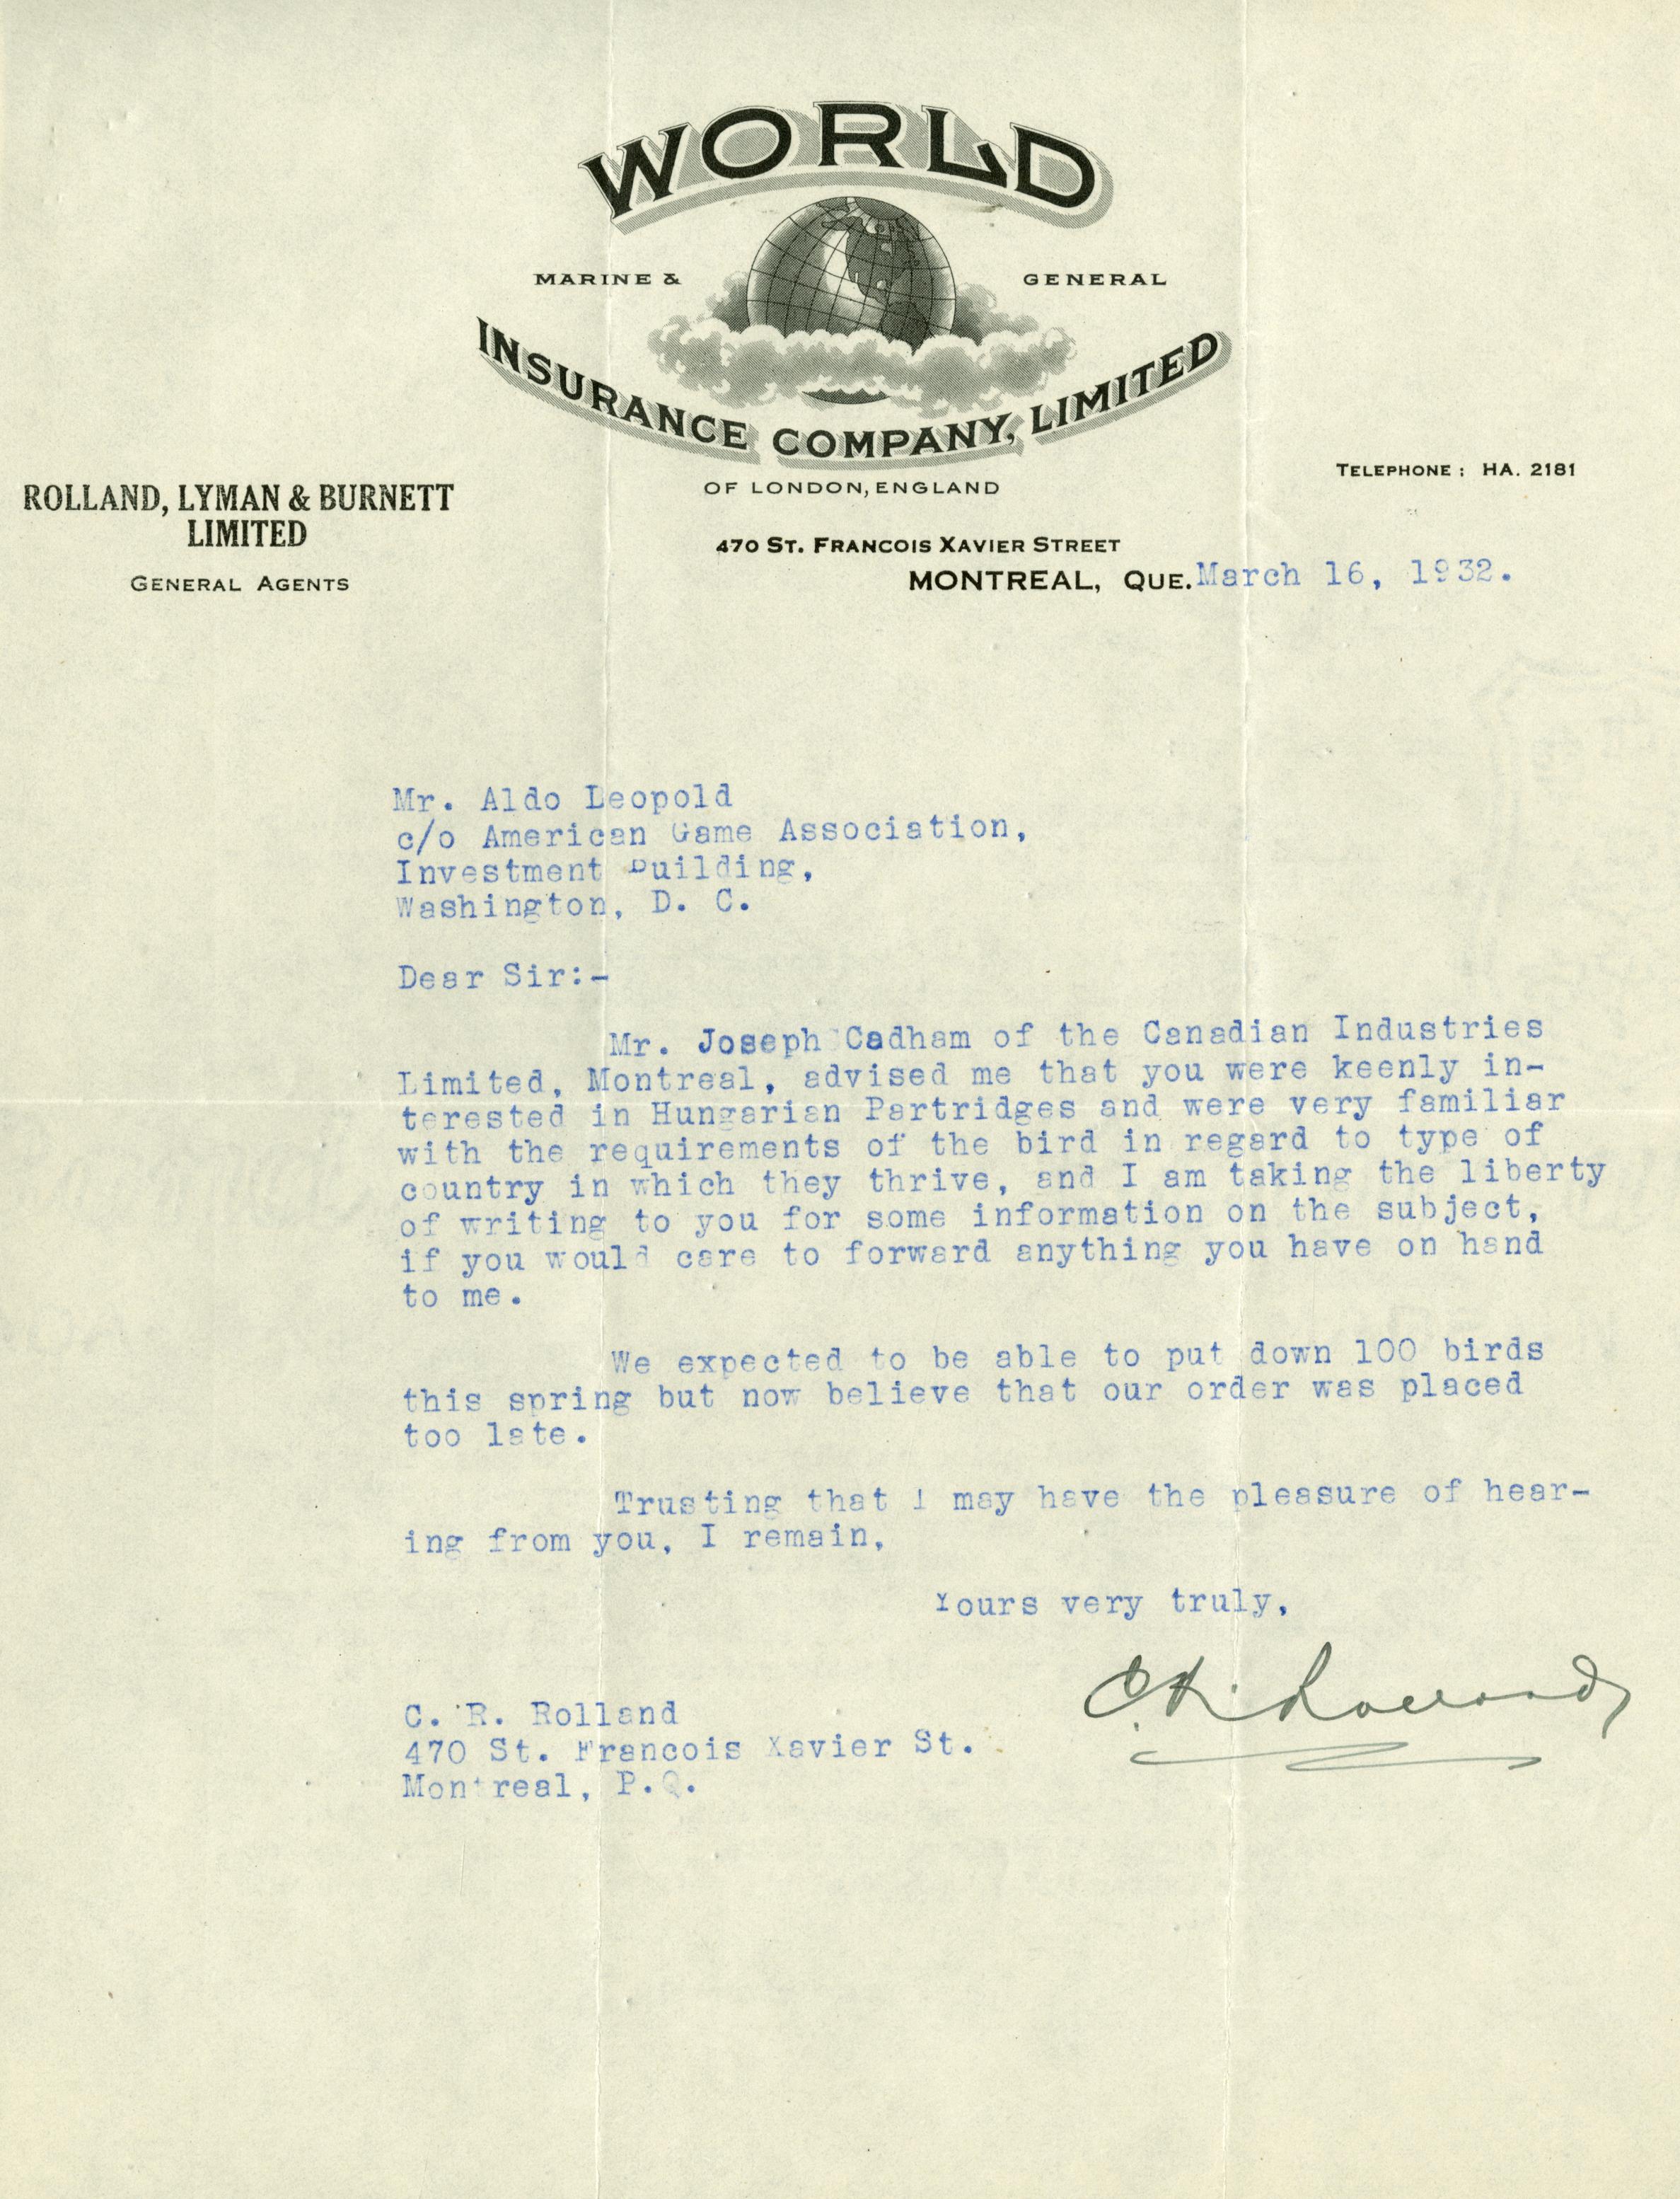 WORLD
MARINE & GENERAL
INSURANCE COMPANY, LIMITED
OF LONDON, ENGLAND
TELEPHONE: HA. 2181
ROLLAND, LYMAN & BURNETT
LIMITED
GENERAL AGENTS
470 ST. FRANCOIS XAVIER STREET
MONTREAL, QUE. March 16, 1932.
Mr. Aldo Leopold
c/o American Game Association,
Investment Building,
Washington, D. C.
Dear Sir:-
Mr. Joseph Cadham of the Canadian Industries
Limited, Montreal, advised me that you were keenly in-
terested in Hungarian Partridges and were very familiar
with the requirements of the bird in regard to type of
country in which they thrive, and I am taking the liberty
of writing to you for some information on the subject,
if you would care to forward anything you have on hand
to me.
We expected to be able to put down 100 birds
this spring but now believe that our order was placed
too late.
Trusting that I may have the pleasure of hear-
ing from you, I remain,
Yours very truly,
C. R. Rolland
C. R. Rolland
470 St. Francois Xavier St.
Montreal, P.Q.